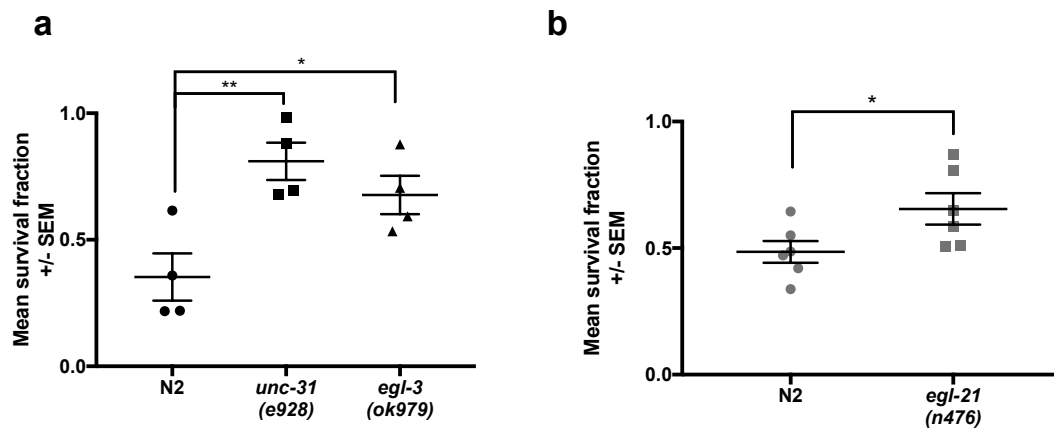 a
*
**
1.0
0.5
0.0
Mean survival fraction
+/- SEM
N2
unc-31
(e928)
egl-3
(ok979)
b
*
1.0
0.5
0.0
Mean survival fraction
+/- SEM
N2
egl-21
(n476)